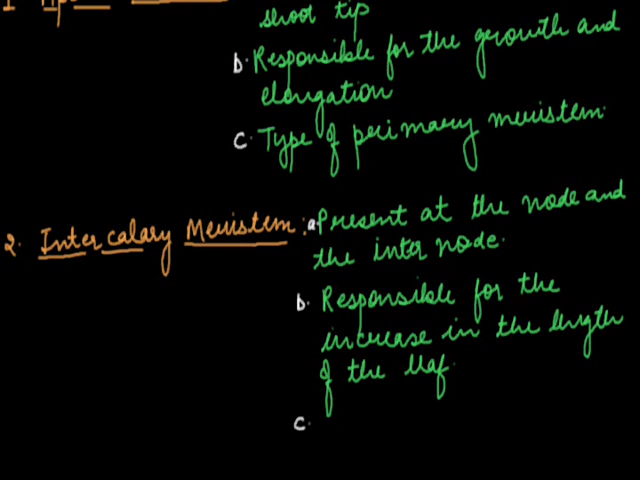 shoot tip
b. Responsible for the growth and
elongation
c. Type of primary meristem.
2. Intercalary Meristem: a. Present at the node and
the inter node.
b. Responsible for the
increase in the length
of the leaf.
c.